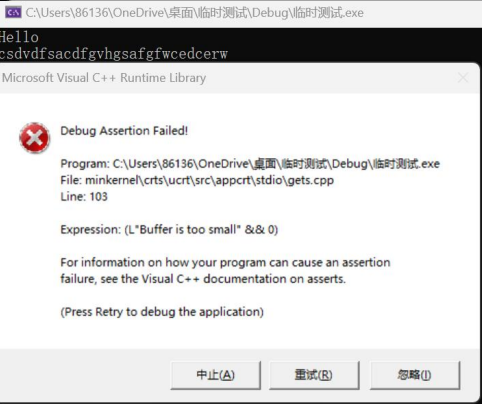 C:\Users\86136\OneDrive\桌面\临时测试\Debug\临时测试.exe
Hello
csdvdfsacdfgvhgsafgfwcedcerw
Microsoft Visual C++ Runtime Library
Debug Assertion Failed!
Program: C:\Users\86136\OneDrive\桌面\临时测试\Debug\临时测试.exe
File: minkernel\crts\ucrt\src\appcrt\stdio\gets.cpp
Line: 103
Expression: (L"Buffer is too small" && 0)
For information on how your program can cause an assertion
failure, see the Visual C++ documentation on asserts.
(Press Retry to debug the application)
中止(A) 重试(R) 忽略(I)